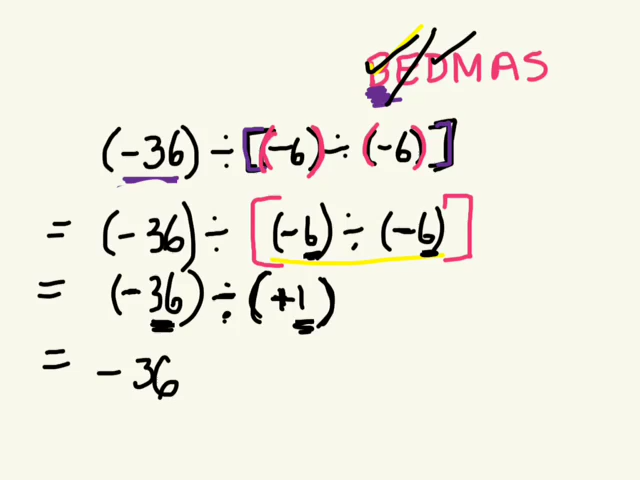 BEDMAS
(-36) ÷ [(-6) ÷ (-6)]
= (-36) ÷ [(-6) ÷ (-6)]
= (-36) ÷ (+1)
= -36